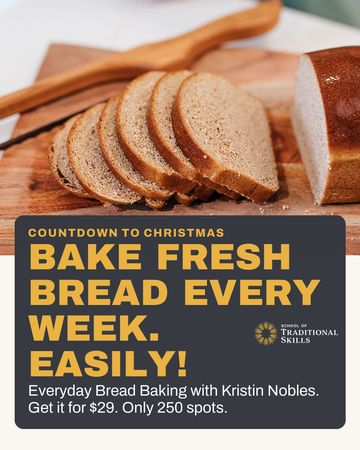 COUNTDOWN TO CHRISTMAS
BAKE FRESH
BREAD EVERY
WEEK.
EASILY!
SCHOOL OF
TRADITIONAL
SKILLS
Everyday Bread Baking with Kristin Nobles.
Get it for $29. Only 250 spots.